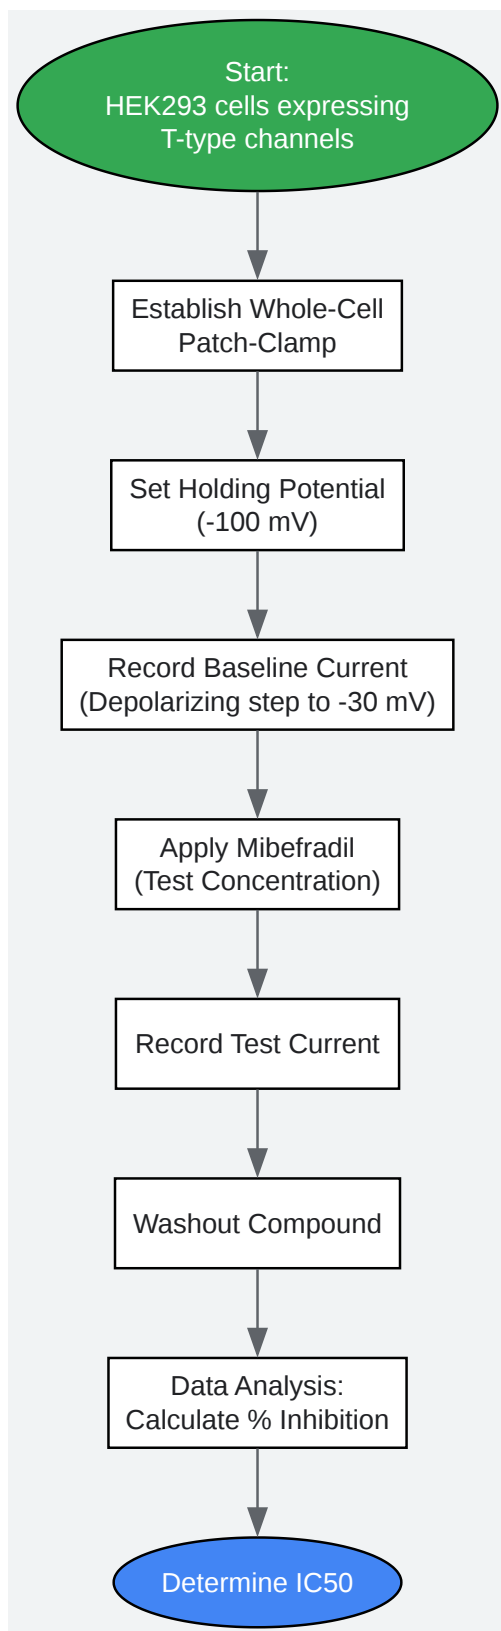 Start:
HEK293 cells expressing
T-type channels
Establish Whole-Cell
Patch-Clamp
Set Holding Potential
(-100 mV)
Record Baseline Current
(Depolarizing step to -30 mV)
Apply Mibefradil
(Test Concentration)
Record Test Current
Washout Compound
Data Analysis:
Calculate % Inhibition
Determine IC50